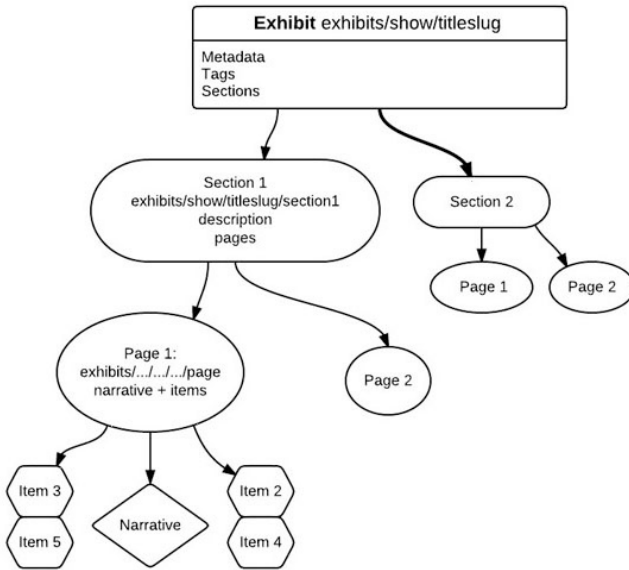 Exhibit exhibits/show/titleslug
Metadata
Tags
Sections
Section 1
exhibits/show/titleslug/section1
description
pages
Section 2
Page 1
Page 2
Page 1:
exhibits/.../.../.../page
narrative + items
Page 2
Item 3
Item 5
Narrative
Item 2
Item 4